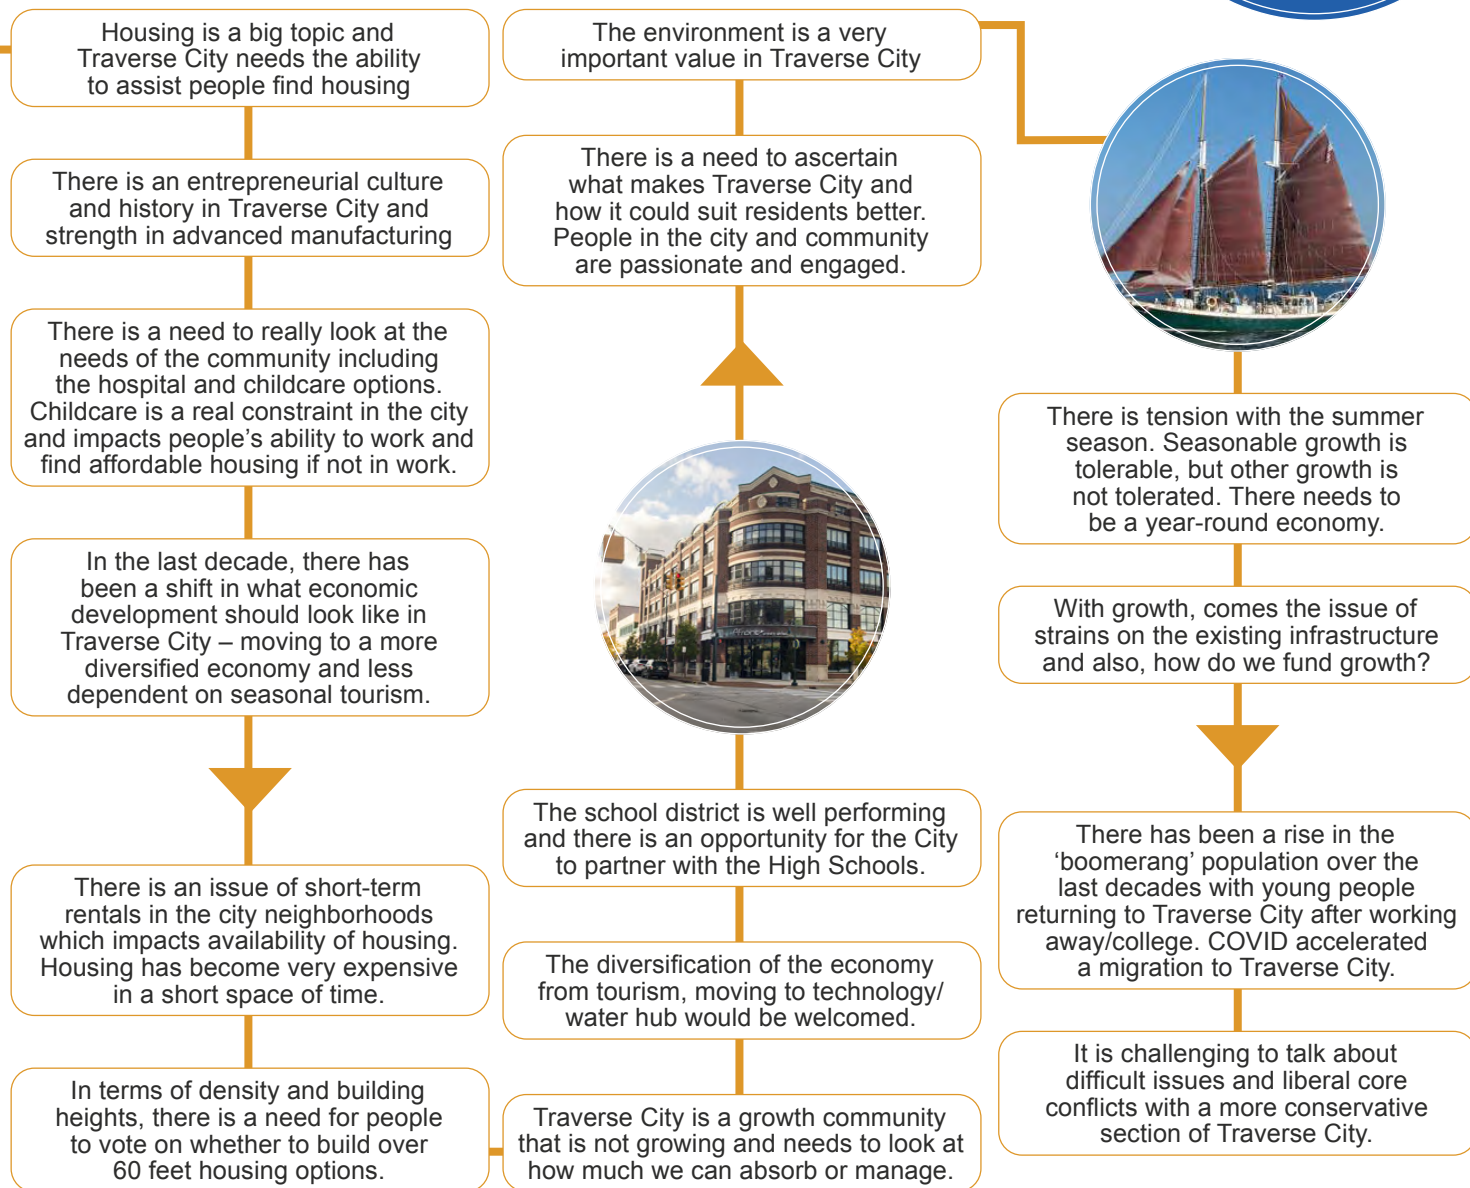 Housing is a big topic and
Traverse City needs the ability
to assist people find housing
There is an entrepreneurial culture
and history in Traverse City and
strength in advanced manufacturing
There is a need to really look at the
needs of the community including
the hospital and childcare options.
Childcare is a real constraint in the city
and impacts people's ability to work and
find affordable housing if not in work.
In the last decade, there has
been a shift in what economic
development should look like in
Traverse City – moving to a more
diversified economy and less
dependent on seasonal tourism.
There is an issue of short-term
rentals in the city neighborhoods
which impacts availability of housing.
Housing has become very expensive
in a short space of time.
In terms of density and building
heights, there is a need for people
to vote on whether to build over
60 feet housing options.
Traverse City is a growth community
that is not growing and needs to look at
how much we can absorb or manage.
The diversification of the economy
from tourism, moving to technology/
water hub would be welcomed.
The school district is well performing
and there is an opportunity for the City
to partner with the High Schools.
There is a need to ascertain
what makes Traverse City and
how it could suit residents better.
People in the city and community
are passionate and engaged.
The environment is a very
important value in Traverse City
There is tension with the summer
season. Seasonable growth is
tolerable, but other growth is
not tolerated. There needs to
be a year-round economy.
With growth, comes the issue of
strains on the existing infrastructure
and also, how do we fund growth?
There has been a rise in the
‘boomerang’ population over the
last decades with young people
returning to Traverse City after working
away/college. COVID accelerated
a migration to Traverse City.
It is challenging to talk about
difficult issues and liberal core
conflicts with a more conservative
section of Traverse City.